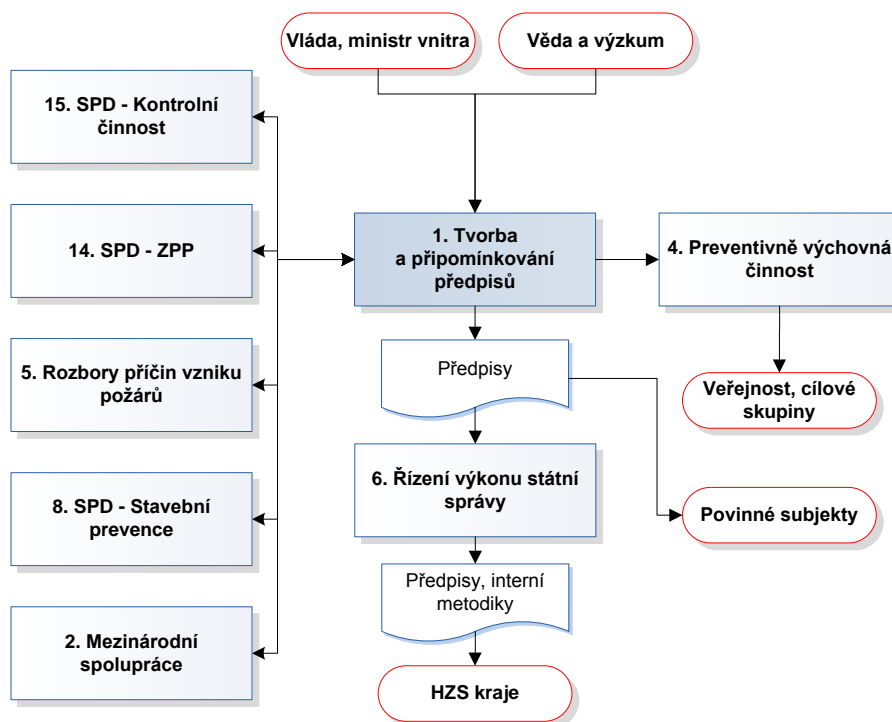 Vláda, ministr vnitra
Věda a výzkum
15. SPD - Kontrolní
činnost
14. SPD - ZPP
1. Tvorba
a připomínkování
předpisů
4. Preventivně výchovná
činnost
5. Rozbory příčin vzniku
požárů
Předpisy
Veřejnost, cílové
skupiny
8. SPD - Stavební
prevence
6. Řízení výkonu státní
správy
Povinné subjekty
2. Mezinárodní
spolupráce
Předpisy, interní
metodiky
HZS kraje